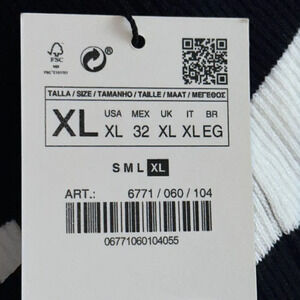 FSC
TALLA / SIZE / TAMANHO / TAILLE / MAAT / ΜΕΓΕΘΟΣ
XL
USA MEX UK IT BR
XL 32 XL XL EG
S M L XL
ART.: 6771 / 060 / 104
06771060104055